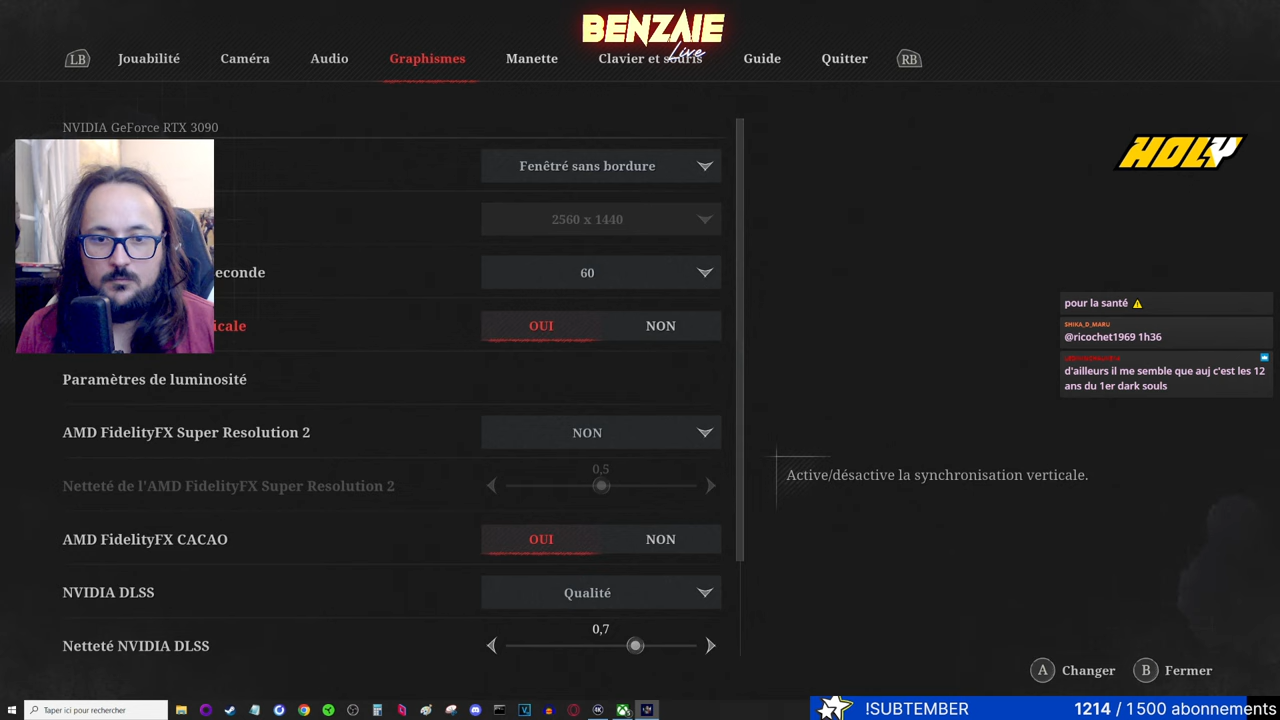 BENZAIE
Live
LB
Jouabilité
Caméra
Audio
Graphismes
Manette
Clavier et souris
Guide
Quitter
RB
NVIDIA GeForce RTX 3090
Fenêtré sans bordure
HOLY
2560 x 1440
econde
60
icale
OUI
NON
pour la santé ⚠
SHIKA_D_MARU
@ricochet1969 1h36
d'ailleurs il me semble que auj c'est les 12
ans du 1er dark souls
Paramètres de luminosité
AMD FidelityFX Super Resolution 2
NON
0,5
Netteté de l'AMD FidelityFX Super Resolution 2
Active/désactive la synchronisation verticale.
AMD FidelityFX CACAO
OUI
NON
NVIDIA DLSS
Qualité
0,7
Netteté NVIDIA DLSS
A Changer
B Fermer
Taper ici pour rechercher
!SUBTEMBER
1214 / 1500 abonnements